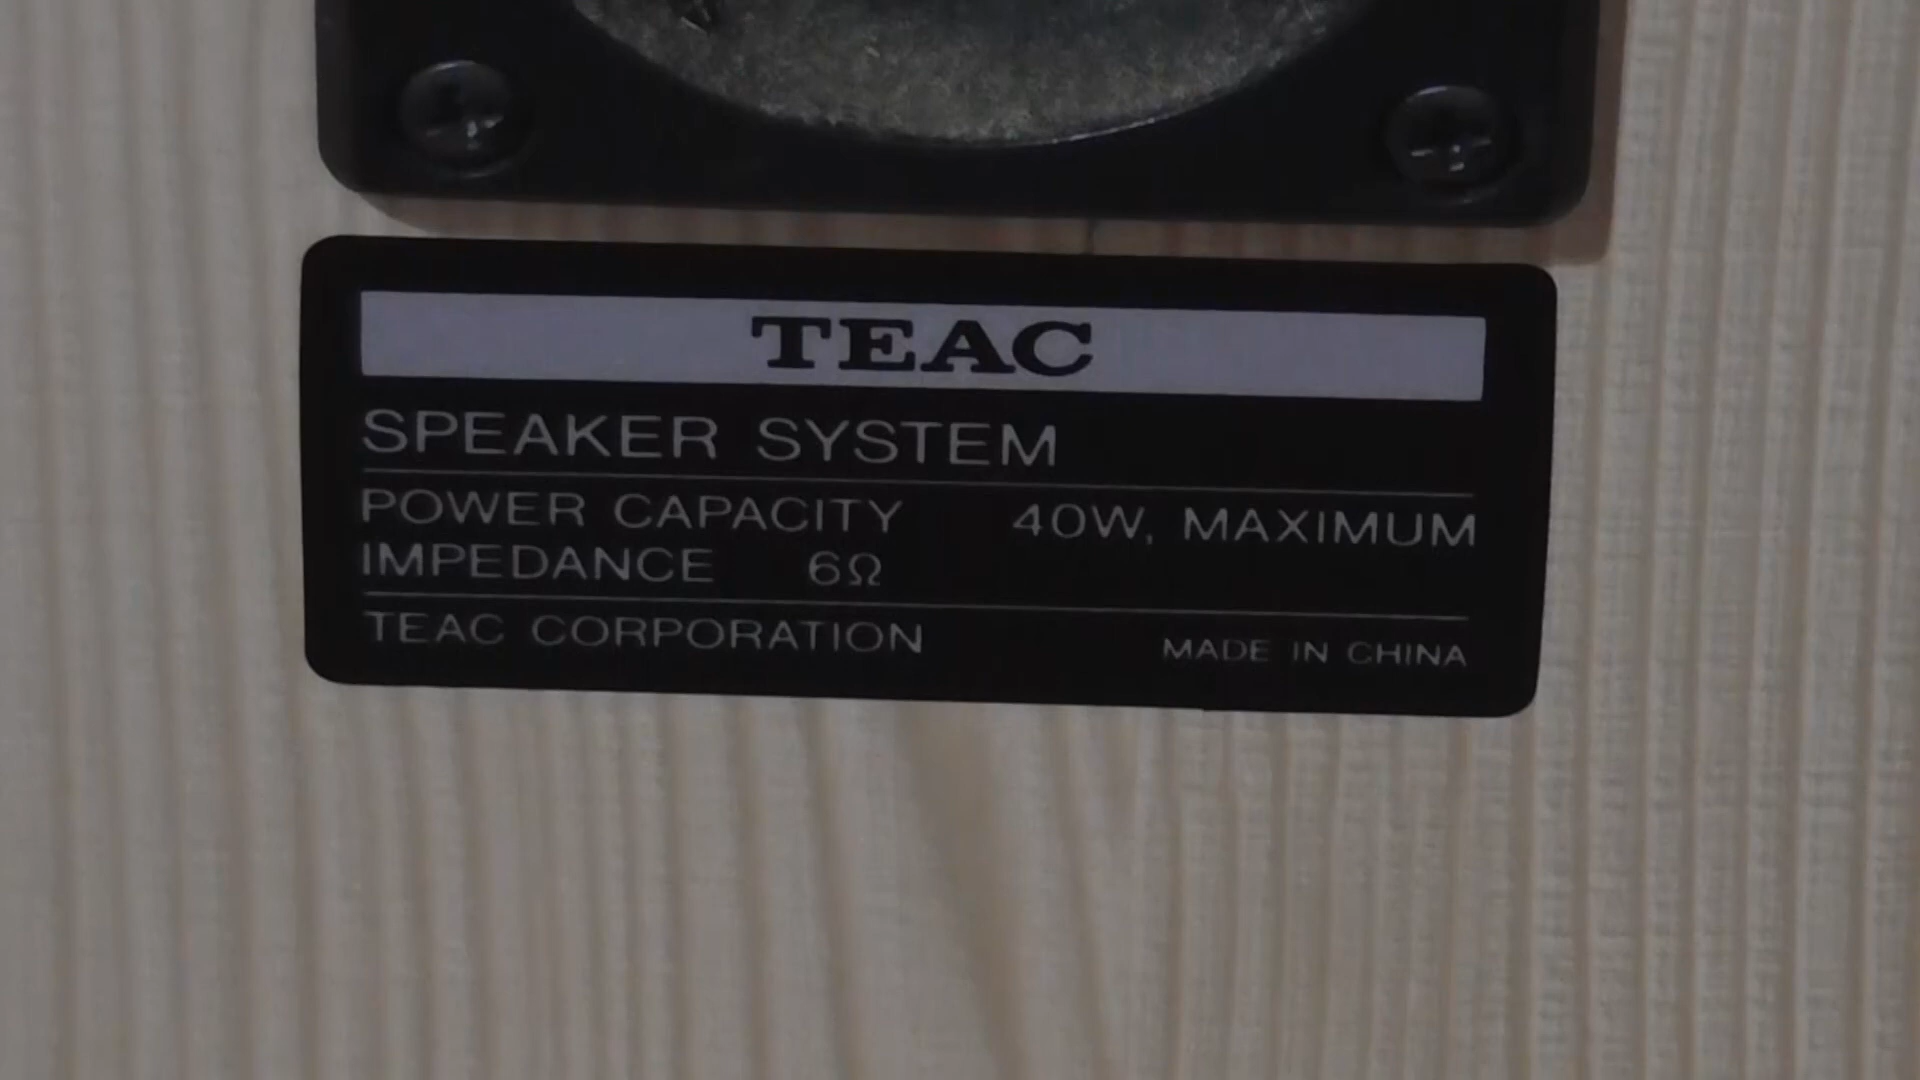 TEAC
SPEAKER SYSTEM
POWER CAPACITY 40W, MAXIMUM
IMPEDANCE 6Ω
TEAC CORPORATION MADE IN CHINA